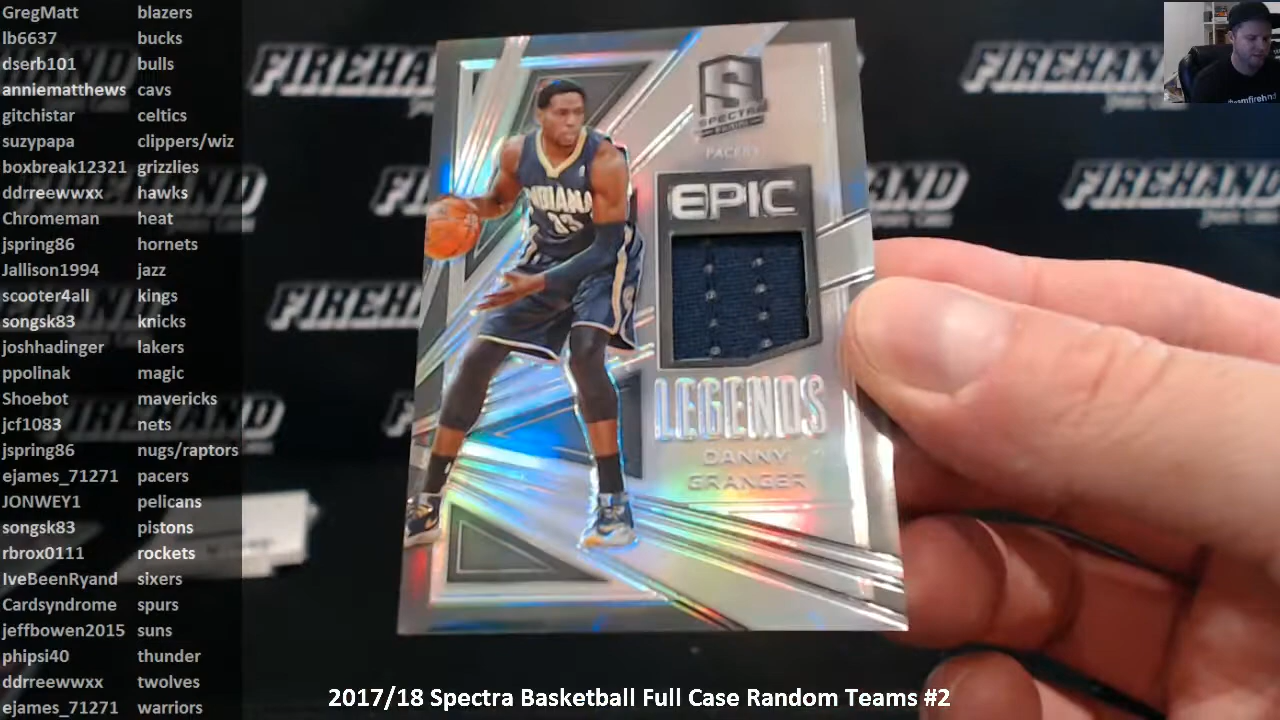 GregMatt blazers
lb6637 bucks
dserb101 bulls
anniematthews cavs
gitchistar celtics
suzypapa clippers/wiz
boxbreak12321 grizzlies
ddrreewwxx hawks
Chromeman heat
jspring86 hornets
Jallison1994 jazz
scooter4all kings
songsk83 knicks
joshhadinger lakers
ppolinak magic
Shoebot mavericks
jcf1083 nets
jspring86 nugs/raptors
ejames_71271 pacers
JONWEY1 pelicans
songsk83 pistons
rbrox0111 rockets
IveBeenRyand sixers
Cardsyndrome spurs
jeffbowen2015 suns
phipsi40 thunder
ddrreewwxx twolves
ejames_71271 warriors
S
SPECTRA
PANINI
PACERS
EPIC
LEGENDS
DANNY
GRANGER
INDIANA
33
FIREHAND
FIREHAND
FIREHAND
FIREHAND
FIREHAND
2017/18 Spectra Basketball Full Case Random Teams #2